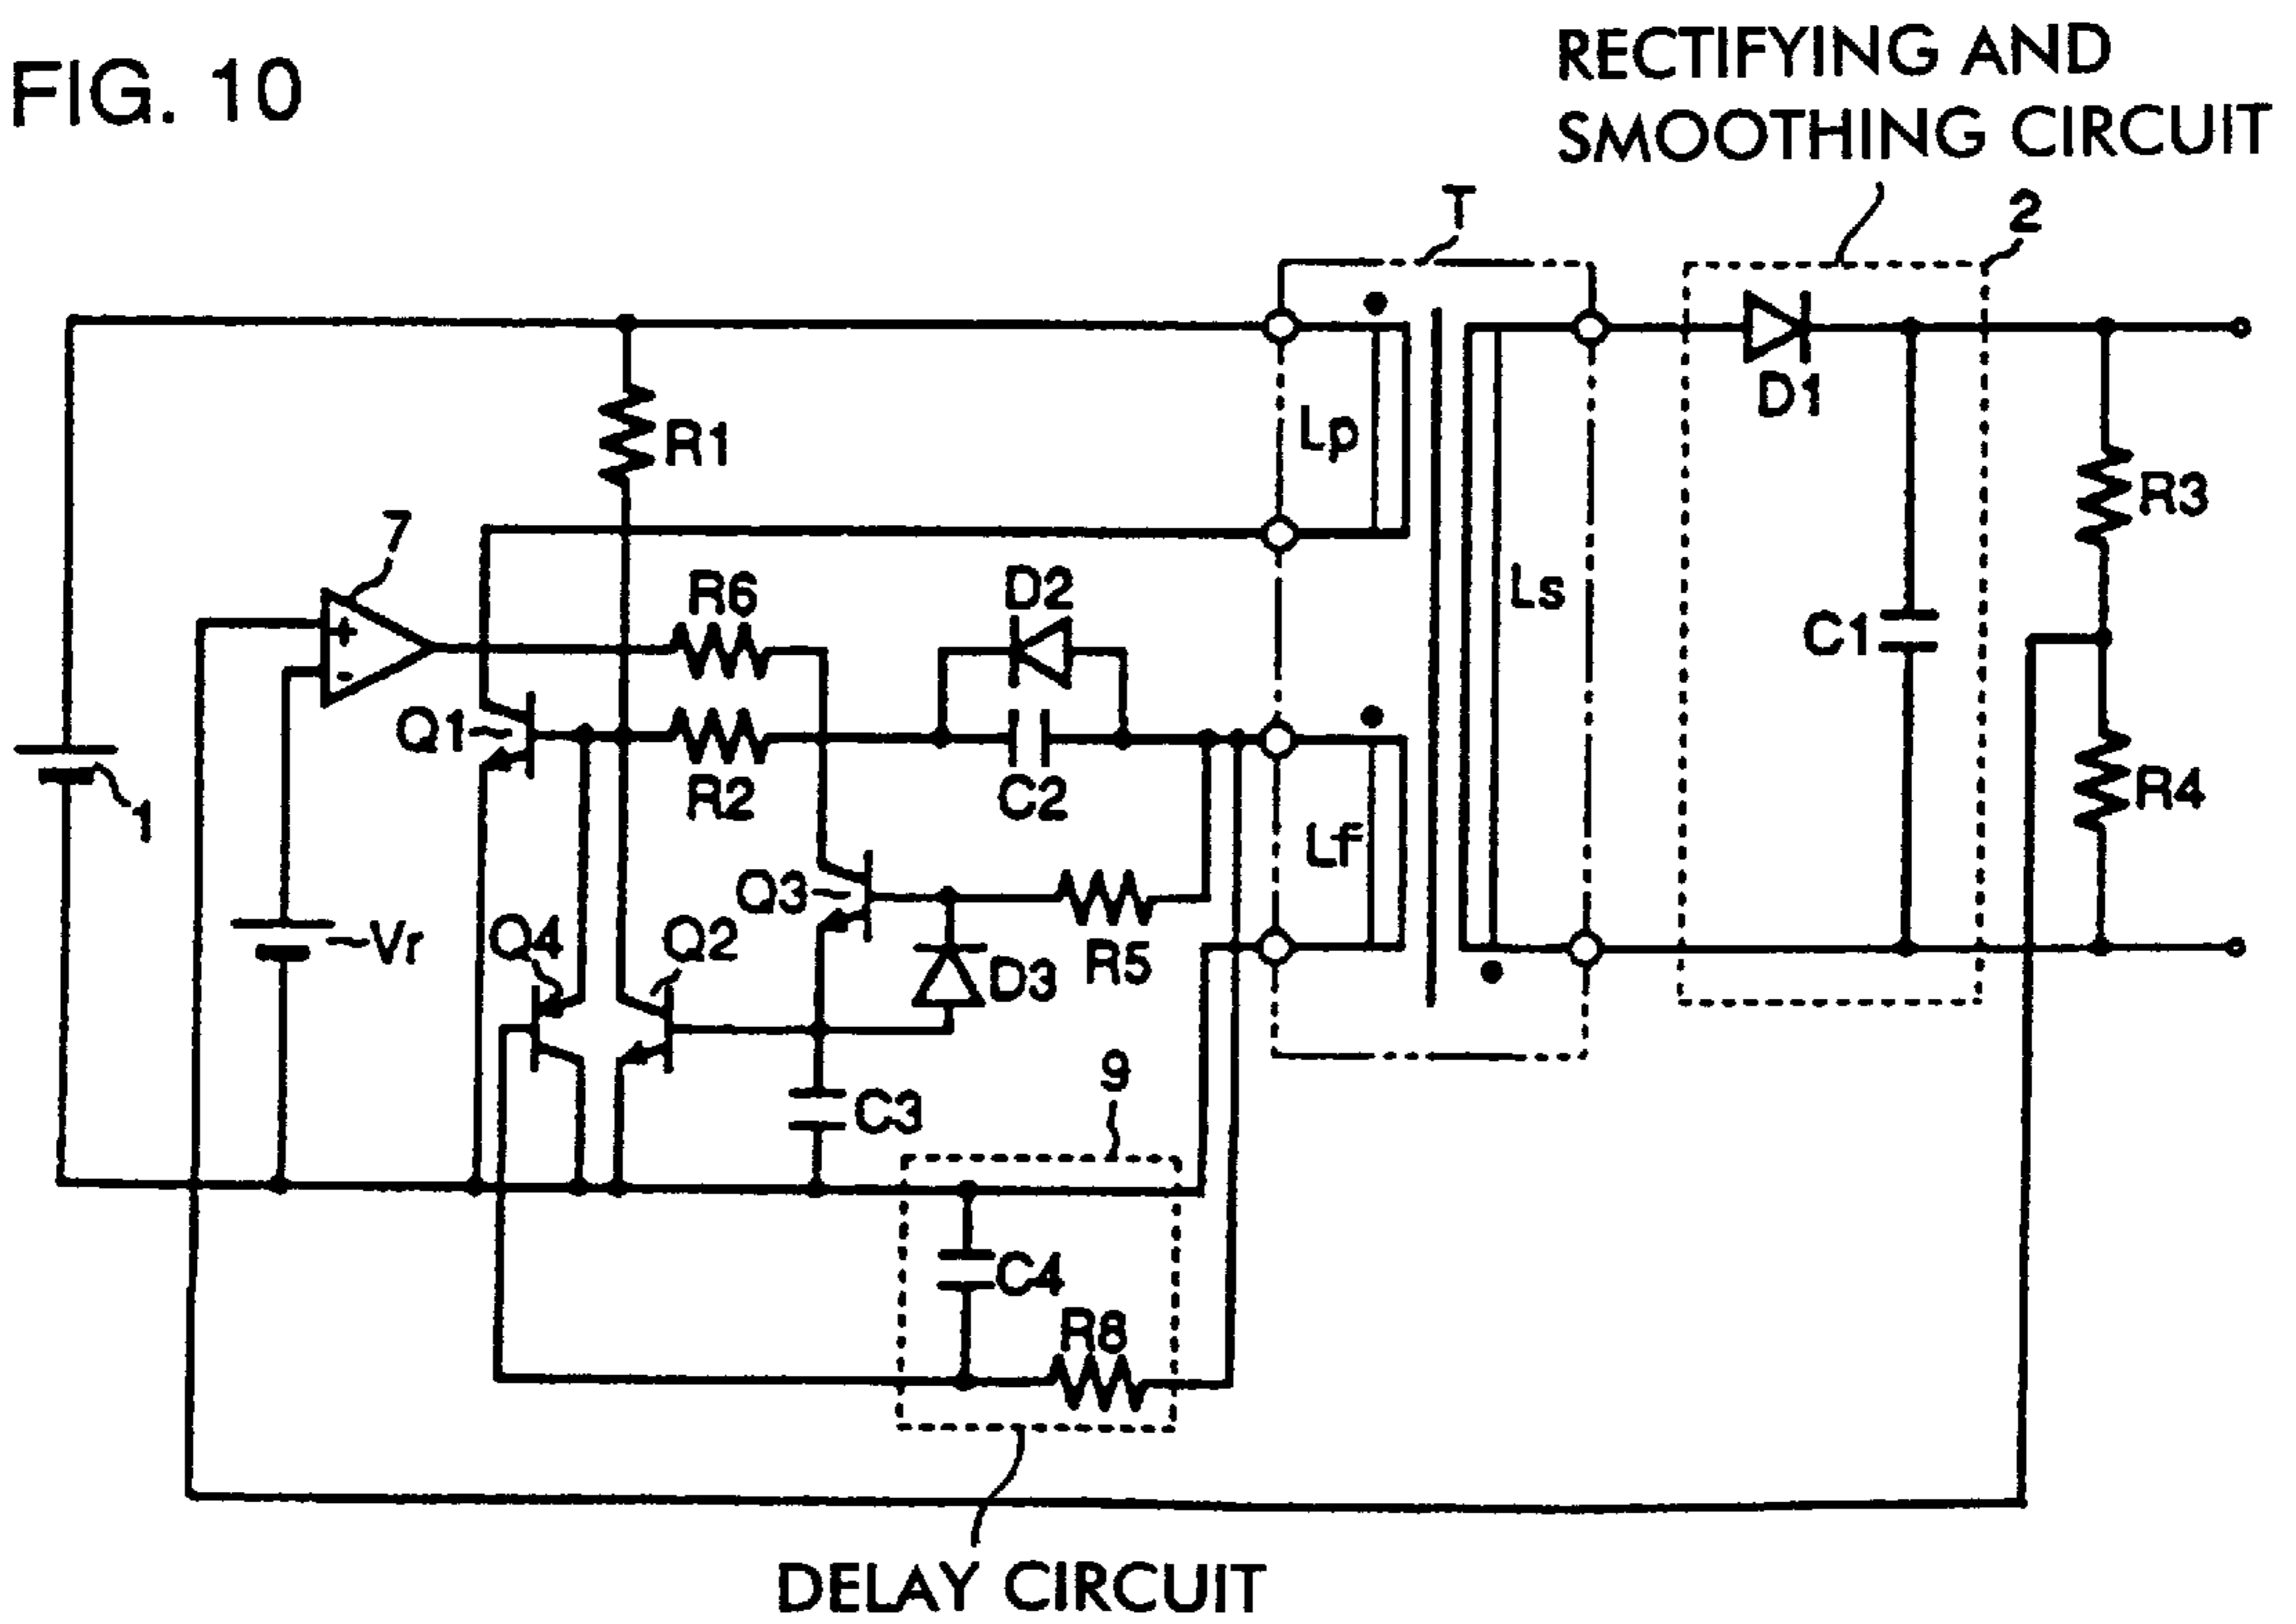 FIG. 10
RECTIFYING AND
SMOOTHING CIRCUIT
T
2
D1
R1
Lp
R3
7
R6
D2
Ls
C1
+
-
Q1
R2
C2
R4
1
Lf
Q3
Vr
Q4
Q2
D3
R5
C3
9
C4
R8
DELAY CIRCUIT